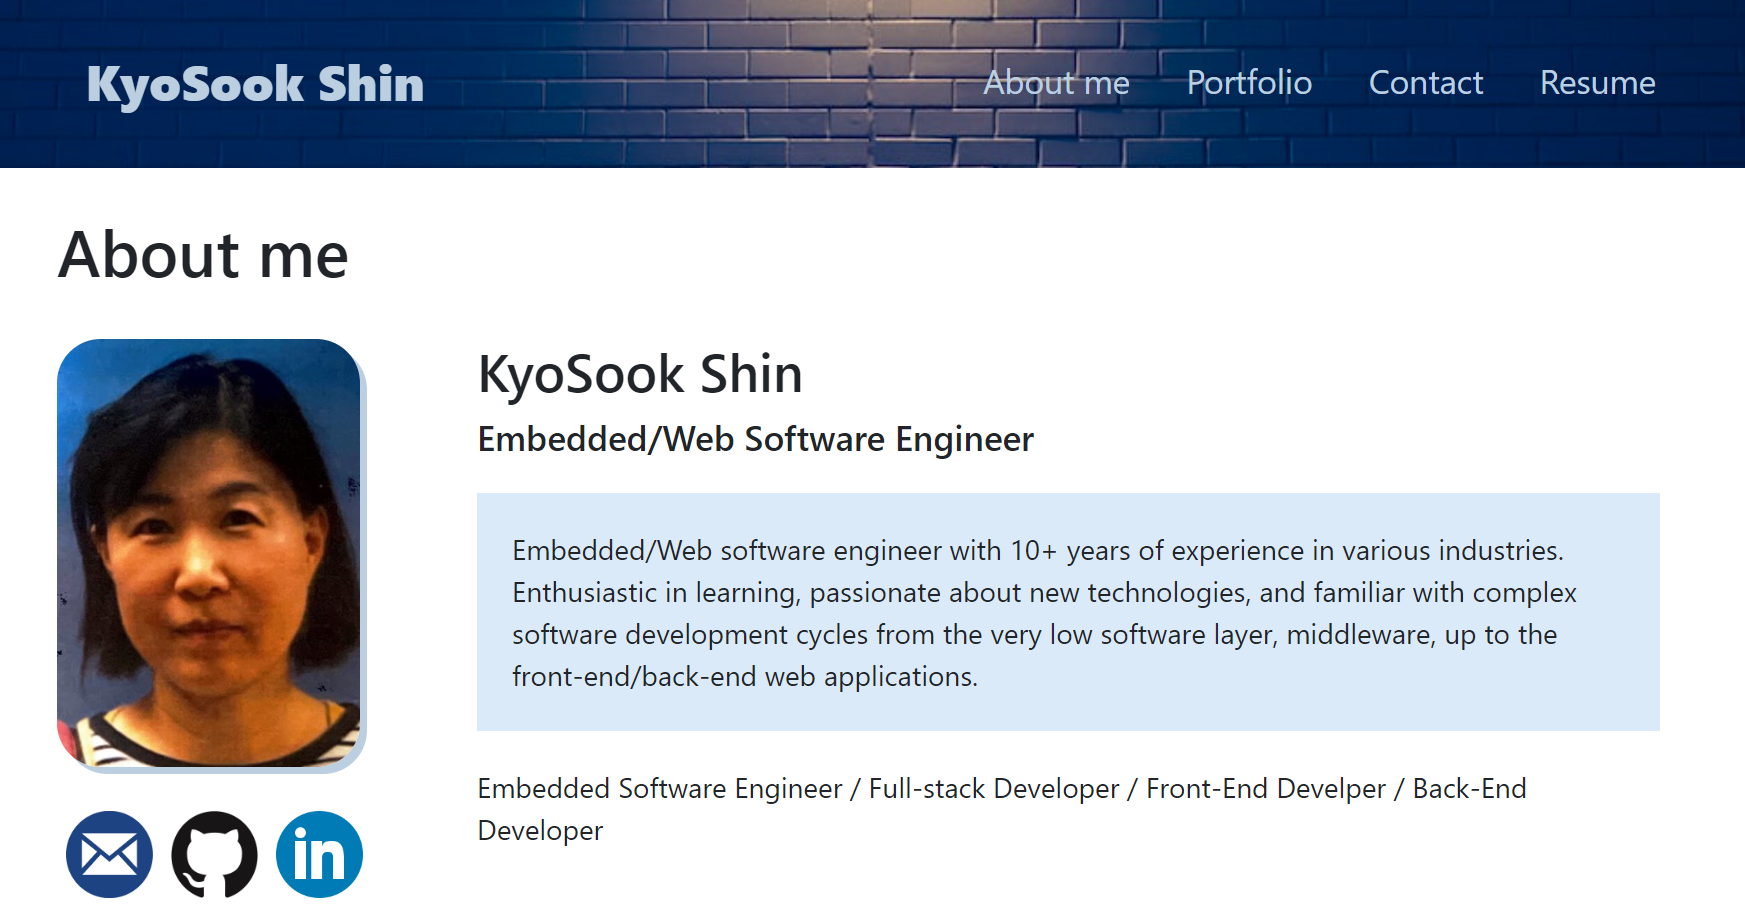 KyoSook Shin
About me
Portfolio
Contact
Resume
About me
KyoSook Shin
Embedded/Web Software Engineer
Embedded/Web software engineer with 10+ years of experience in various industries.
Enthusiastic in learning, passionate about new technologies, and familiar with complex
software development cycles from the very low software layer, middleware, up to the
front-end/back-end web applications.
Embedded Software Engineer / Full-stack Developer / Front-End Develper / Back-End
Developer
in